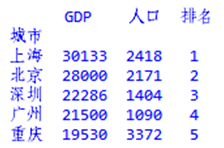 GDP 人口 排名
城市
上海 30133 2418 1
北京 28000 2171 2
深圳 22286 1404 3
广州 21500 1090 4
重庆 19530 3372 5